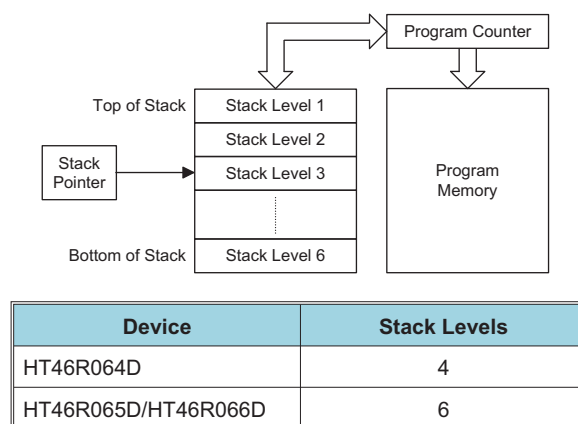 Program Counter
Top of Stack
Stack Level 1
Stack Level 2
Stack Pointer
Stack Level 3
Program Memory
Bottom of Stack
Stack Level 6
Device Stack Levels
HT46R064D 4
HT46R065D/HT46R066D 6